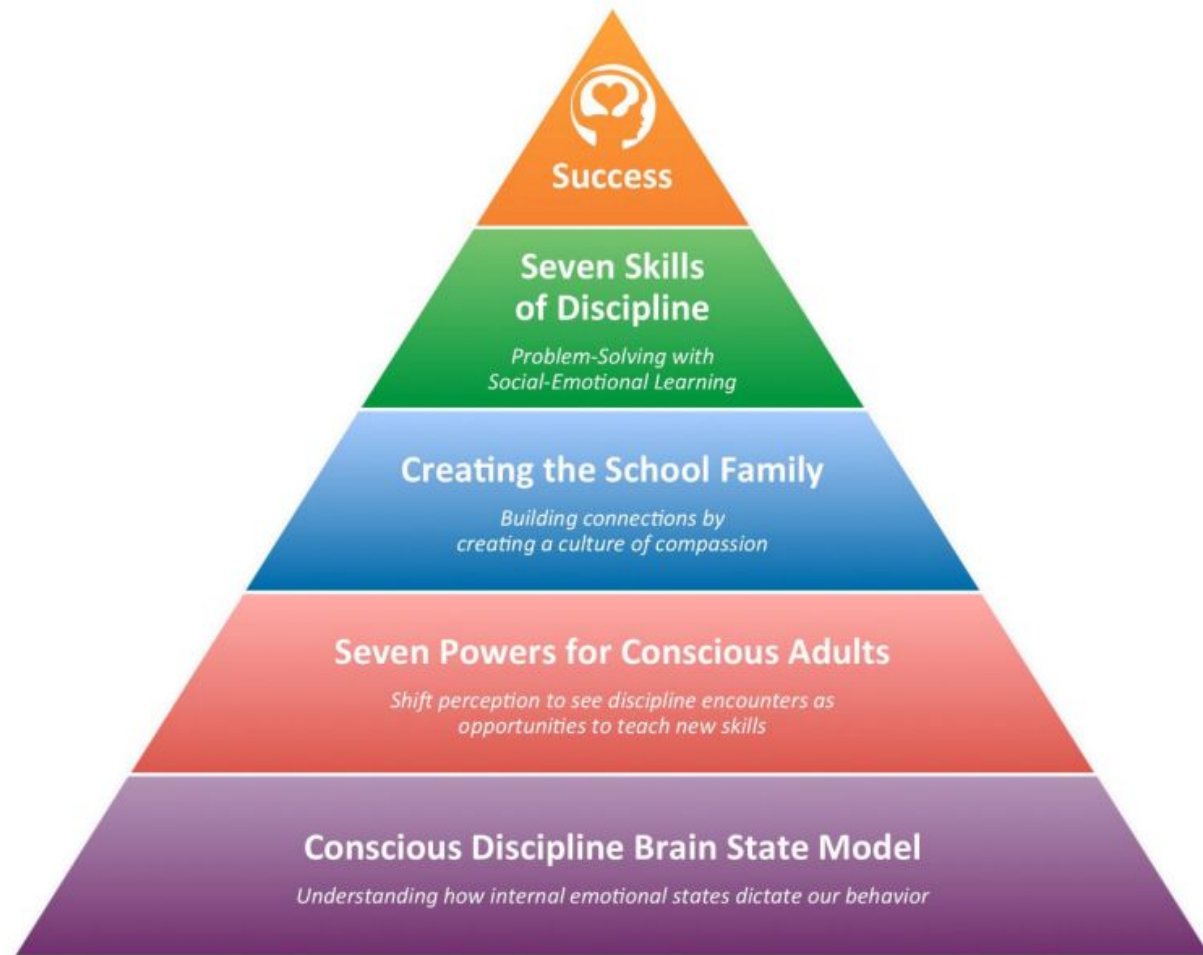 Success
Seven Skills
of Discipline
Problem-Solving with
Social-Emotional Learning
Creating the School Family
Building connections by
creating a culture of compassion
Seven Powers for Conscious Adults
Shift perception to see discipline encounters as
opportunities to teach new skills
Conscious Discipline Brain State Model
Understanding how internal emotional states dictate our behavior